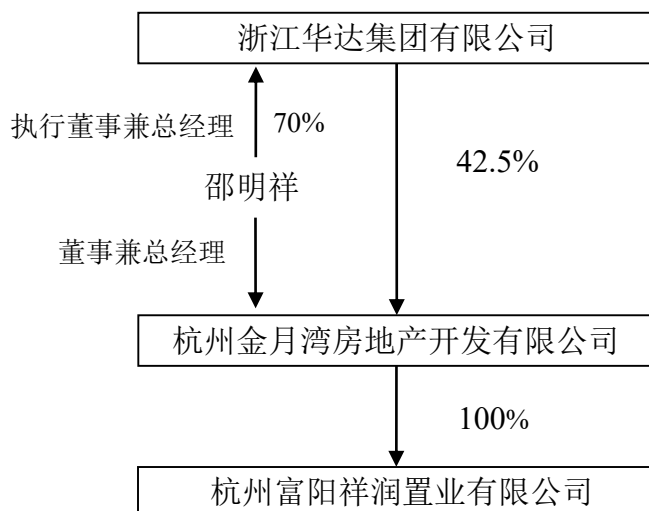 浙江华达集团有限公司
执行董事兼总经理
70%
42.5%
邵明祥
董事兼总经理
杭州金月湾房地产开发有限公司
100%
杭州富阳祥润置业有限公司